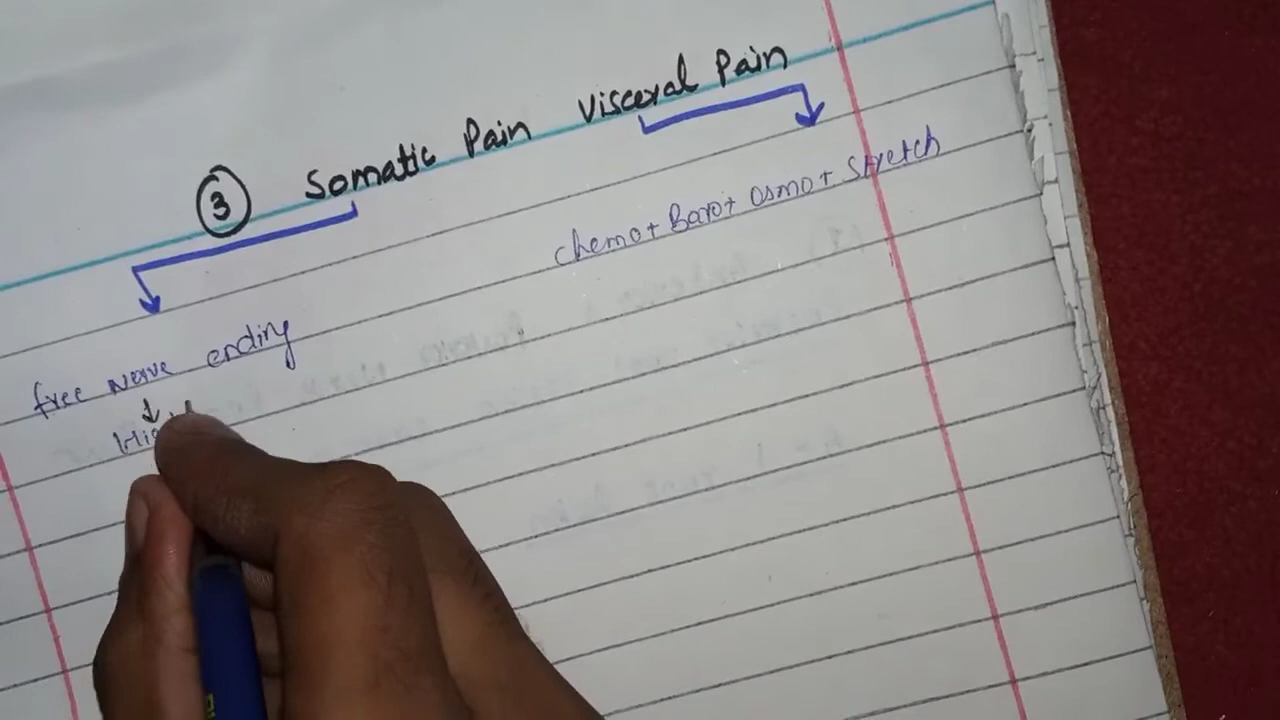 ③ Somatic Pain Visceral Pain
chemo + Baro + Osmo + Stretch
free nerve ending
↓